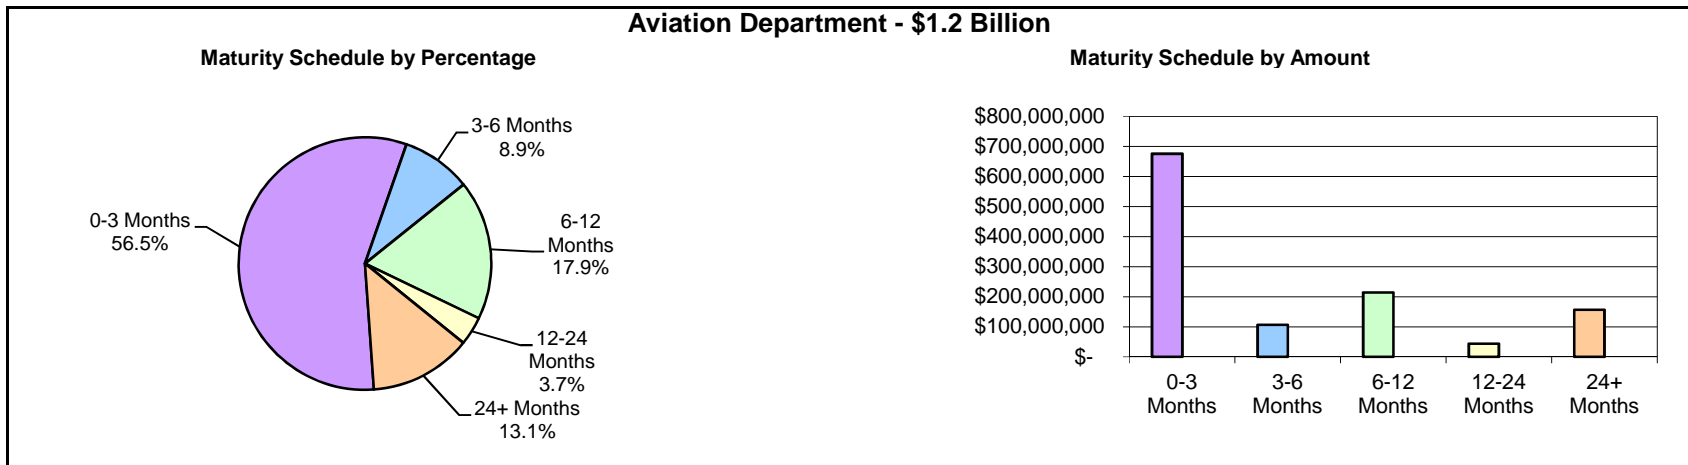 Aviation Department - $1.2 Billion
Maturity Schedule by Percentage
3-6 Months
8.9%
0-3 Months
56.5%
6-12
Months
17.9%
12-24
Months
3.7%
24+ Months
13.1%
Maturity Schedule by Amount
$800,000,000
$700,000,000
$600,000,000
$500,000,000
$400,000,000
$300,000,000
$200,000,000
$100,000,000
$-
0-3
Months
3-6
Months
6-12
Months
12-24
Months
24+
Months